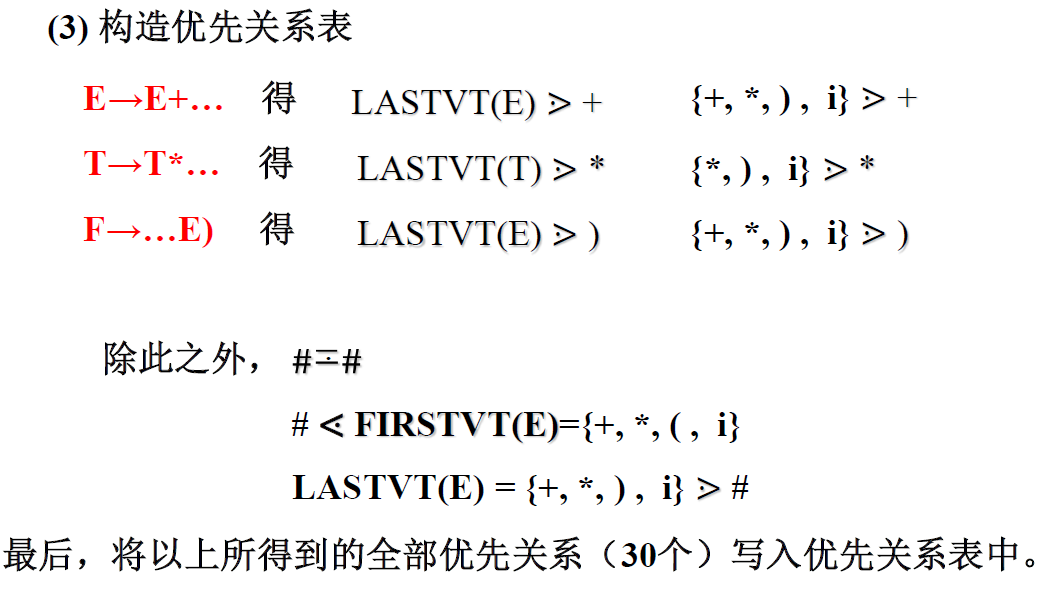 (3) 构造优先关系表
E→E+… 得 LASTVT(E) ⋗ + {+, *, ) , i} ⋗ +
T→T*… 得 LASTVT(T) ⋗ * {*, ) , i} ⋗ *
F→…E) 得 LASTVT(E) ⋗ ) {+, *, ) , i} ⋗ )
除此之外， #∓#
# ⋖ FIRSTVT(E)={+, *, ( , i}
LASTVT(E) = {+, *, ) , i} ⋗ #
最后，将以上所得到的全部优先关系（30个）写入优先关系表中。